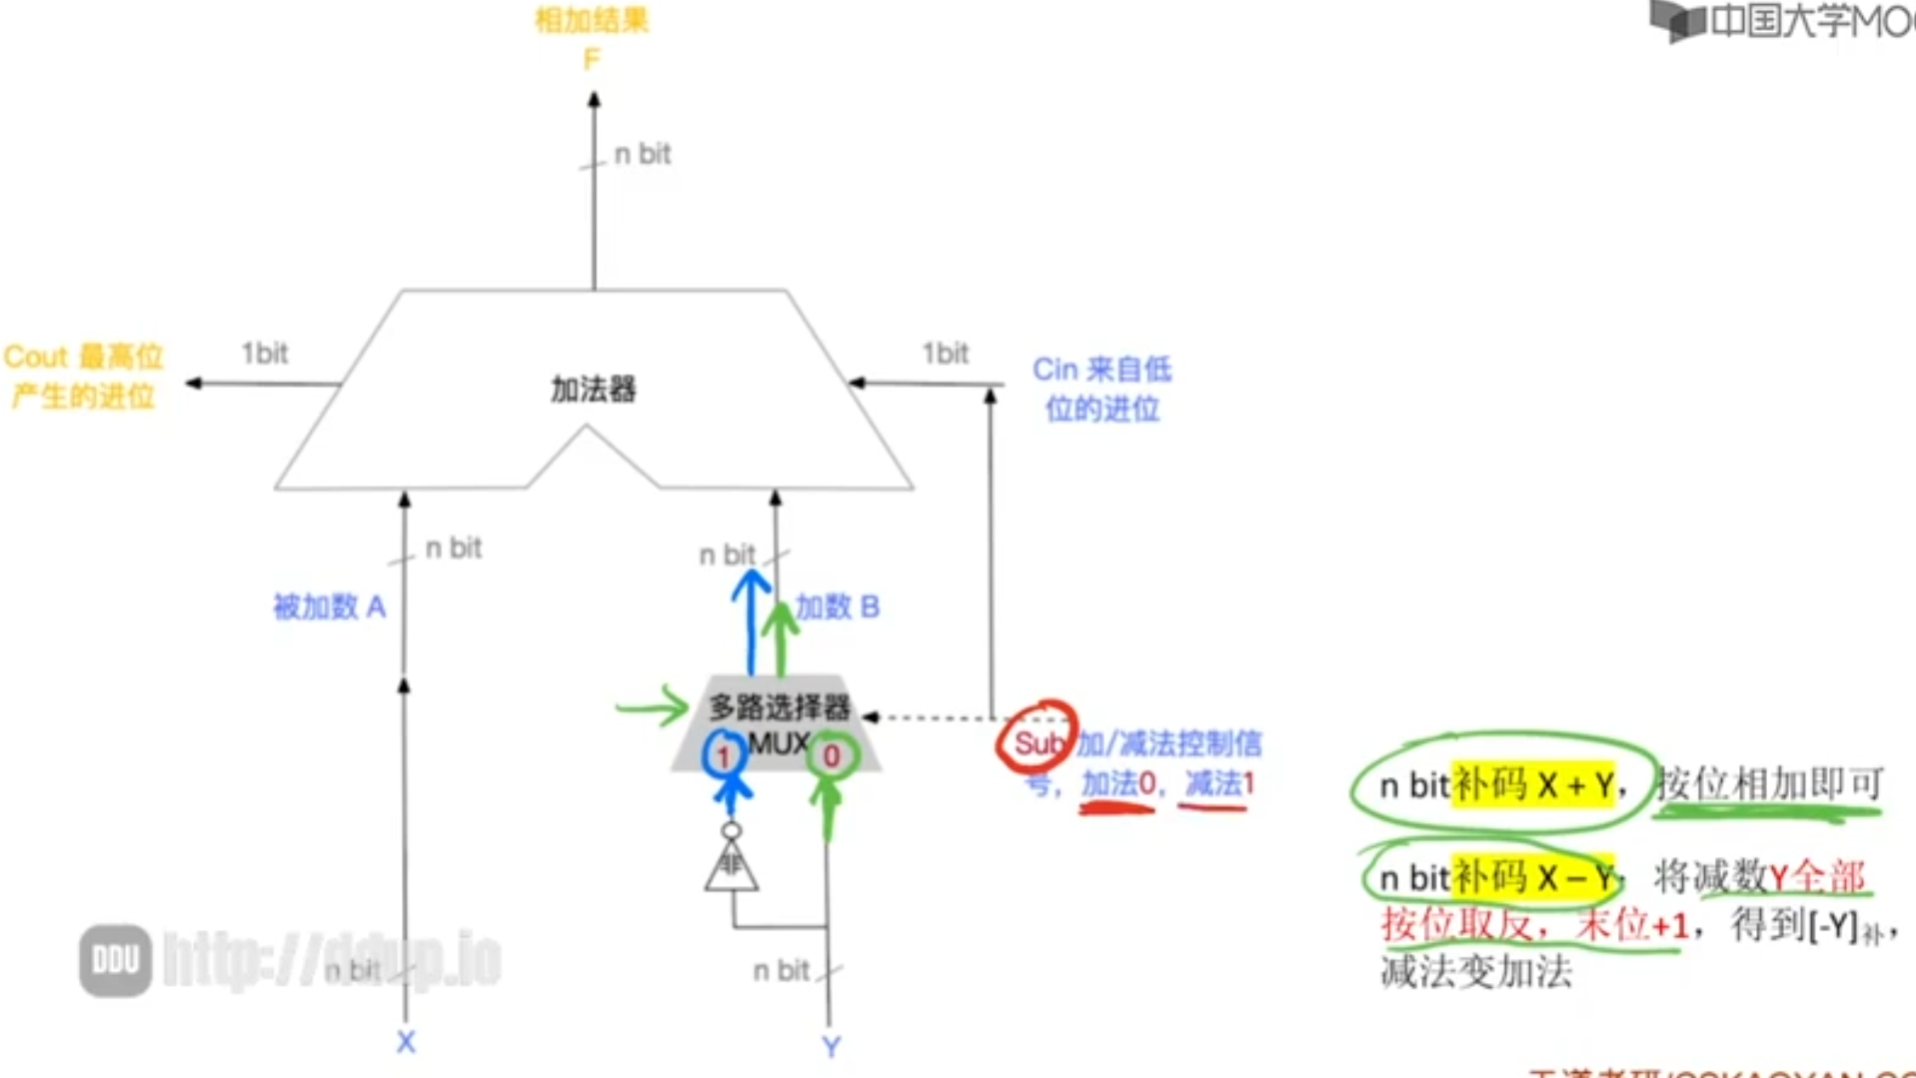 中国大学MOO
相加结果
F
n bit
Cout 最高位
产生的进位
1bit
加法器
1bit
Cin 来自低
位的进位
n bit
n bit
被加数 A
加数 B
多路选择器
MUX
1
0
Sub 加/减法控制信
号，加法0，减法1
非
n bit
n bit
X
Y
n bit补码 X + Y，按位相加即可
n bit补码 X – Y，将减数Y全部
按位取反，末位+1，得到[-Y]补，
减法变加法
DDU http://ddup.io